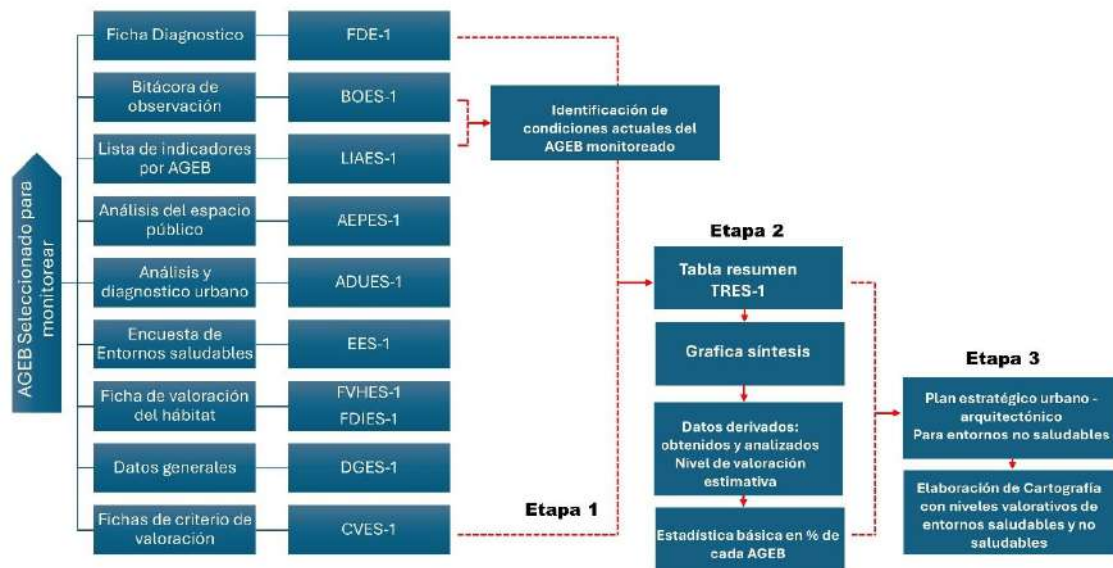 AGEB Seleccionado para
monitorear
Ficha Diagnostico
FDE-1
Bitácora de
observación
BOES-1
Lista de indicadores
por AGEB
LIAES-1
Análisis del espacio
público
AEPES-1
Análisis y
diagnostico urbano
ADUES-1
Encuesta de
Entornos saludables
EES-1
Ficha de valoración
del hábitat
FVHES-1
FDIES-1
Datos generales
DGES-1
Fichas de criterio de
valoración
CVES-1
Etapa 1
Identificación de
condiciones actuales del
AGEB monitoreado
Etapa 2
Tabla resumen
TRES-1
Grafica síntesis
Datos derivados:
obtenidos y analizados
Nivel de valoración
estimativa
Estadística básica en % de
cada AGEB
Etapa 3
Plan estratégico urbano -
arquitectónico
Para entornos no saludables
Elaboración de Cartografía
con niveles valorativos de
entornos saludables y no
saludables